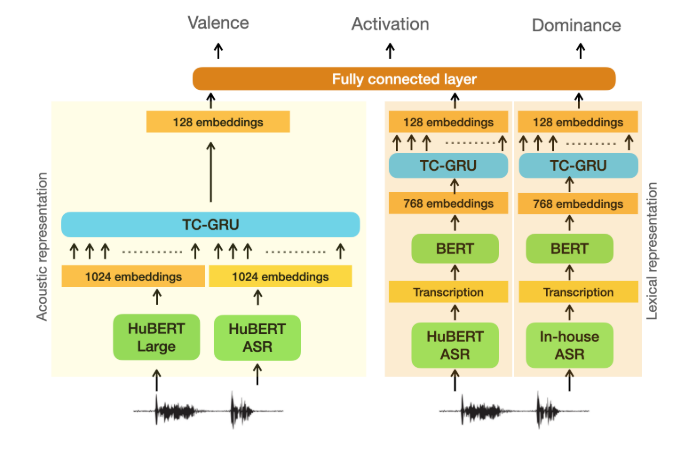 Valence
Activation
Dominance
Fully connected layer
128 embeddings
128 embeddings
128 embeddings
TC-GRU
TC-GRU
768 embeddings
768 embeddings
TC-GRU
BERT
BERT
1024 embeddings
1024 embeddings
Transcription
Transcription
HuBERT
Large
HuBERT
ASR
HuBERT
ASR
In-house
ASR
Acoustic representation
Lexical representation